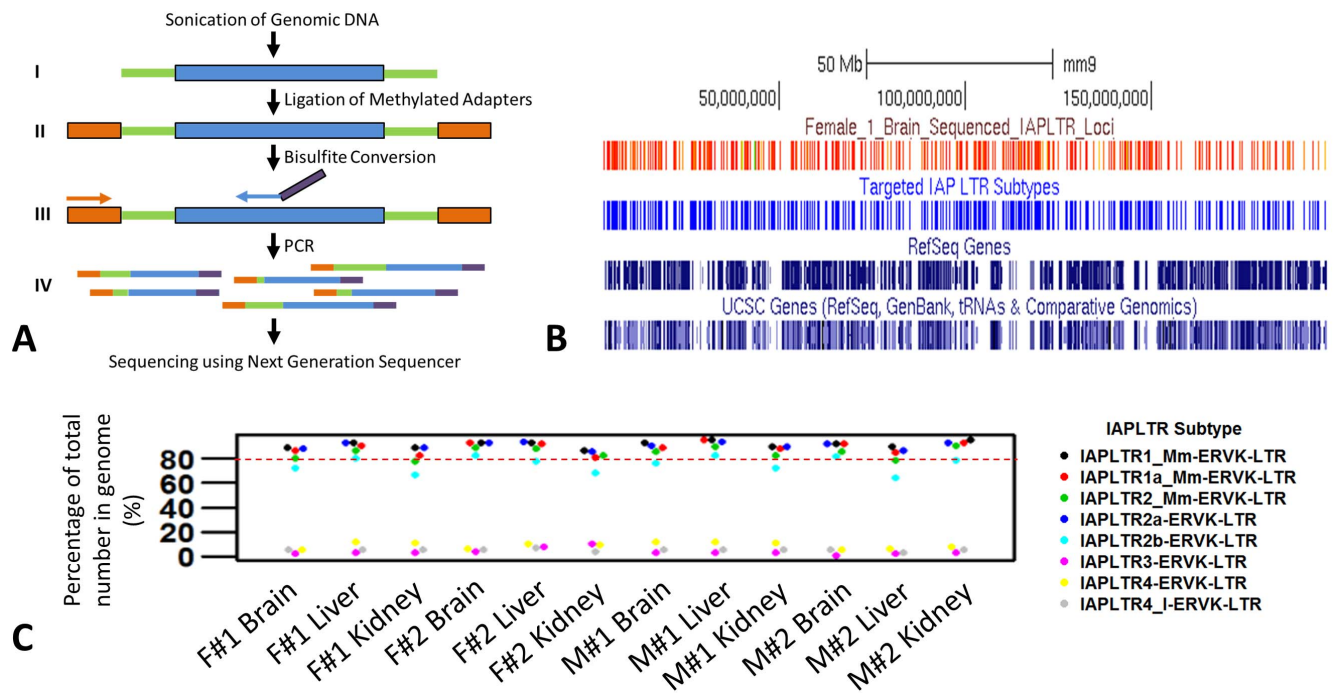 Sonication of Genomic DNA
I
Ligation of Methylated Adapters
II
Bisulfite Conversion
III
PCR
IV
Sequencing using Next Generation Sequencer
A
50 Mb mm9
50,000,000 100,000,000 150,000,000
Female_1_Brain_Sequenced_IAPLTR_Loci
Targeted IAP LTR Subtypes
RefSeq Genes
UCSC Genes (RefSeq, GenBank, tRNAs & Comparative Genomics)
B
Percentage of total
number in genome
(%)
80
60
40
20
0
F#1 Brain
F#1 Liver
F#1 Kidney
F#2 Brain
F#2 Liver
F#2 Kidney
M#1 Brain
M#1 Liver
M#1 Kidney
M#2 Brain
M#2 Liver
M#2 Kidney
IAPLTR Subtype
IAPLTR1_Mm-ERVK-LTR
IAPLTR1a_Mm-ERVK-LTR
IAPLTR2_Mm-ERVK-LTR
IAPLTR2a-ERVK-LTR
IAPLTR2b-ERVK-LTR
IAPLTR3-ERVK-LTR
IAPLTR4-ERVK-LTR
IAPLTR4_I-ERVK-LTR
C